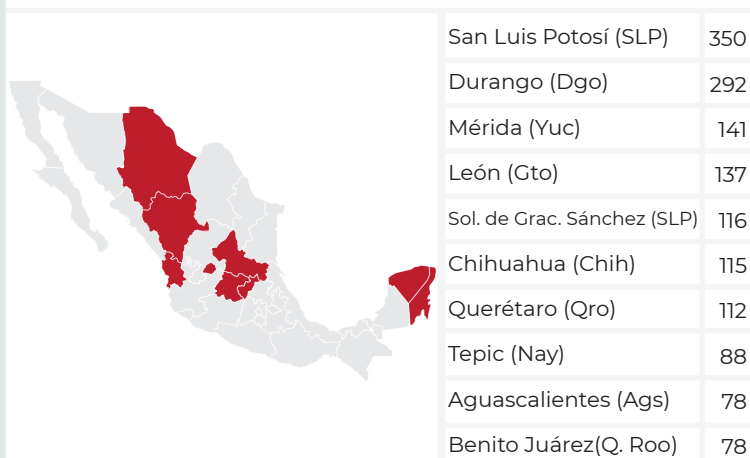 San Luis Potosí (SLP) 350
Durango (Dgo) 292
Mérida (Yuc) 141
León (Gto) 137
Sol. de Grac. Sánchez (SLP) 116
Chihuahua (Chih) 115
Querétaro (Qro) 112
Tepic (Nay) 88
Aguascalientes (Ags) 78
Benito Juárez(Q. Roo) 78